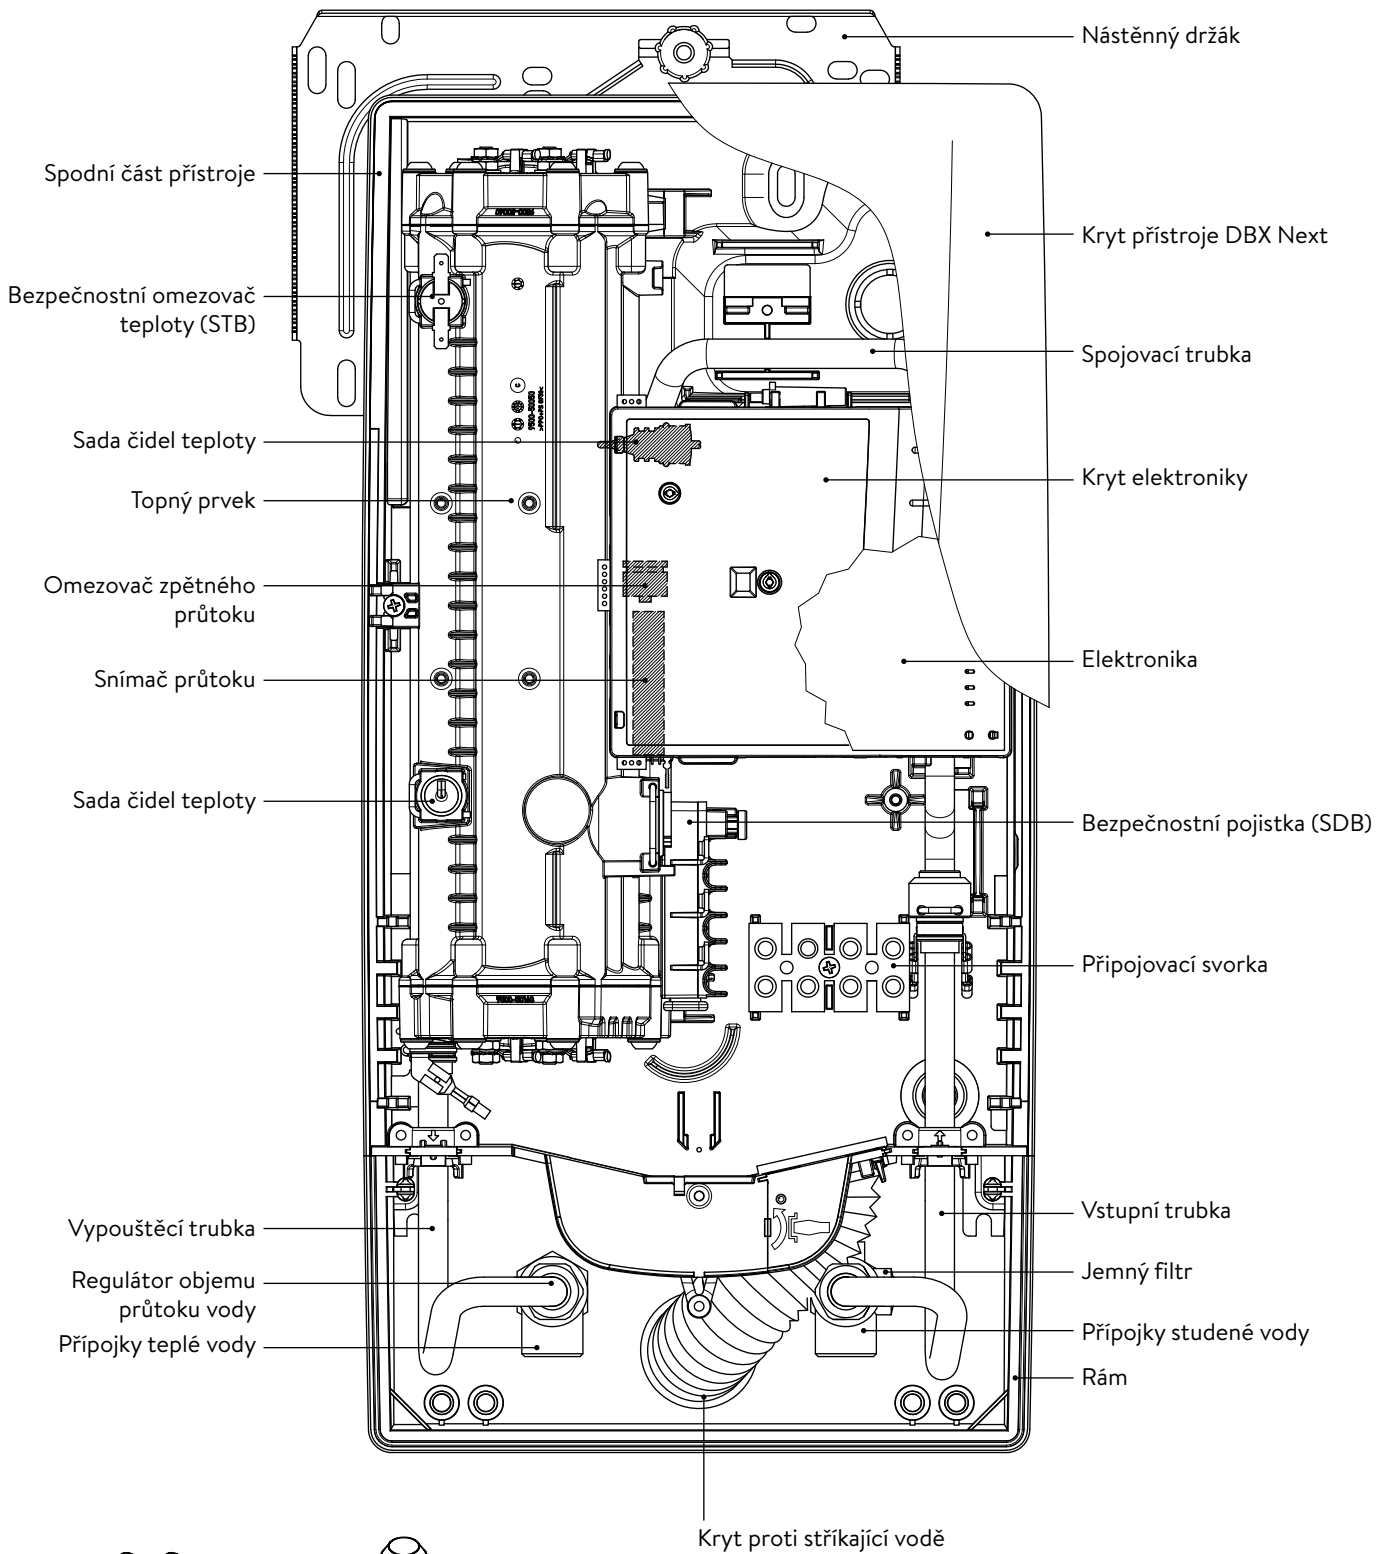 Nástěnný držák
Spodní část přístroje
Kryt přístroje DBX Next
Bezpečnostní omezovač
teploty (STB)
Spojovací trubka
Sada čidel teploty
Kryt elektroniky
Topný prvek
Omezovač zpětného
průtoku
Elektronika
Snímač průtoku
Sada čidel teploty
Bezpečnostní pojistka (SDB)
Připojovací svorka
Vypouštěcí trubka
Vstupní trubka
Regulátor objemu
průtoku vody
Jemný filtr
Přípojky teplé vody
Přípojky studené vody
Rám
Kryt proti stříkající vodě